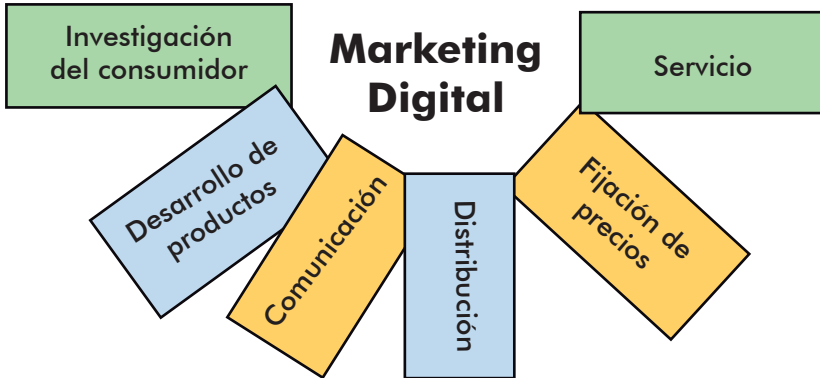 Marketing
Digital
Investigación
del consumidor
Desarrollo de
productos
Comunicación
Distribución
Fijación de
precios
Servicio